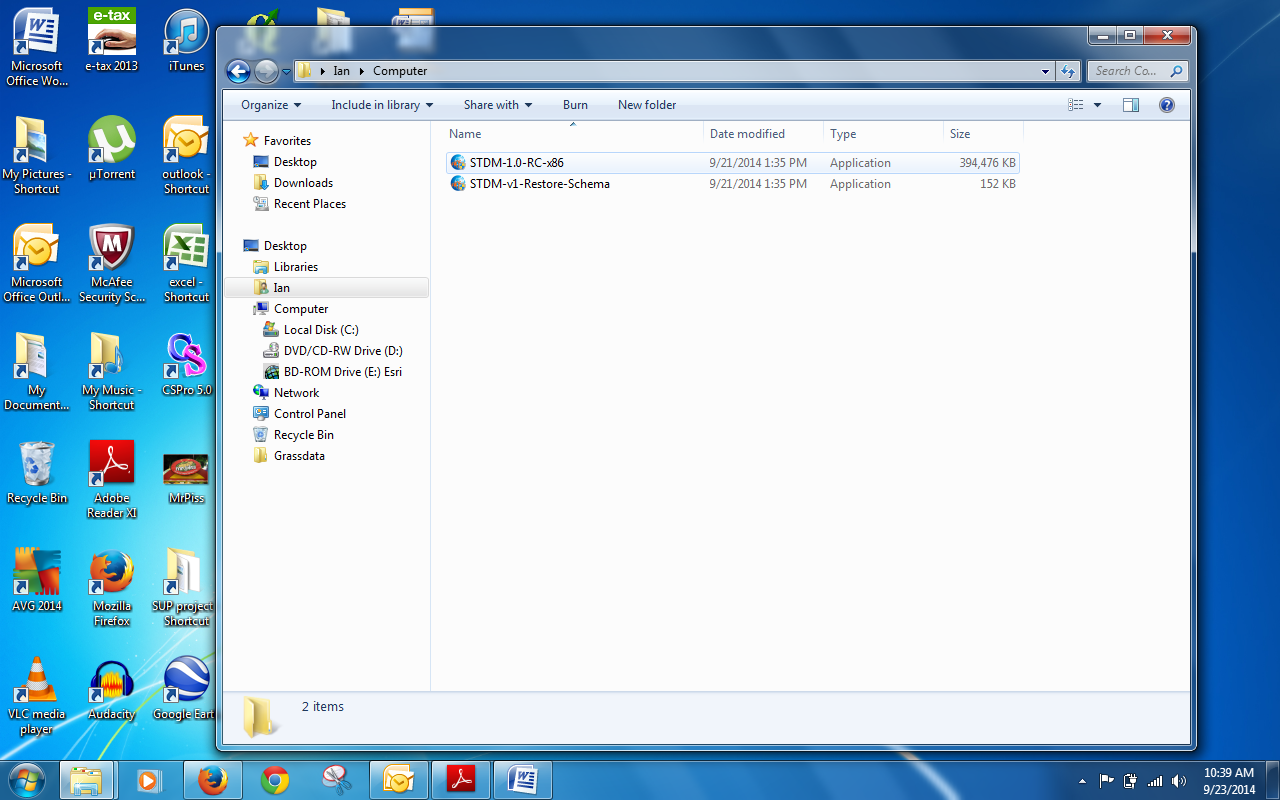 Microsoft Office Wo...
e-tax
e-tax 2013
iTunes
My Pictures - Shortcut
µTorrent
outlook - Shortcut
Microsoft Office Outl...
McAfee Security Sc...
excel - Shortcut
My Document...
My Music - Shortcut
CSPro 5.0
Recycle Bin
Adobe Reader XI
MrPiss
AVG 2014
Mozilla Firefox
SUP project Shortcut
VLC media player
Audacity
Google Eart
Ian Computer
Search Co...
Organize Include in library Share with Burn New folder
Name Date modified Type Size
STDM-1.0-RC-x86 9/21/2014 1:35 PM Application 394,476 KB
STDM-v1-Restore-Schema 9/21/2014 1:35 PM Application 152 KB
Favorites
Desktop
Downloads
Recent Places
Desktop
Libraries
Ian
Computer
Local Disk (C:)
DVD/CD-RW Drive (D:)
BD-ROM Drive (E:) Esri
Network
Control Panel
Recycle Bin
Grassdata
2 items
10:39 AM
9/23/2014